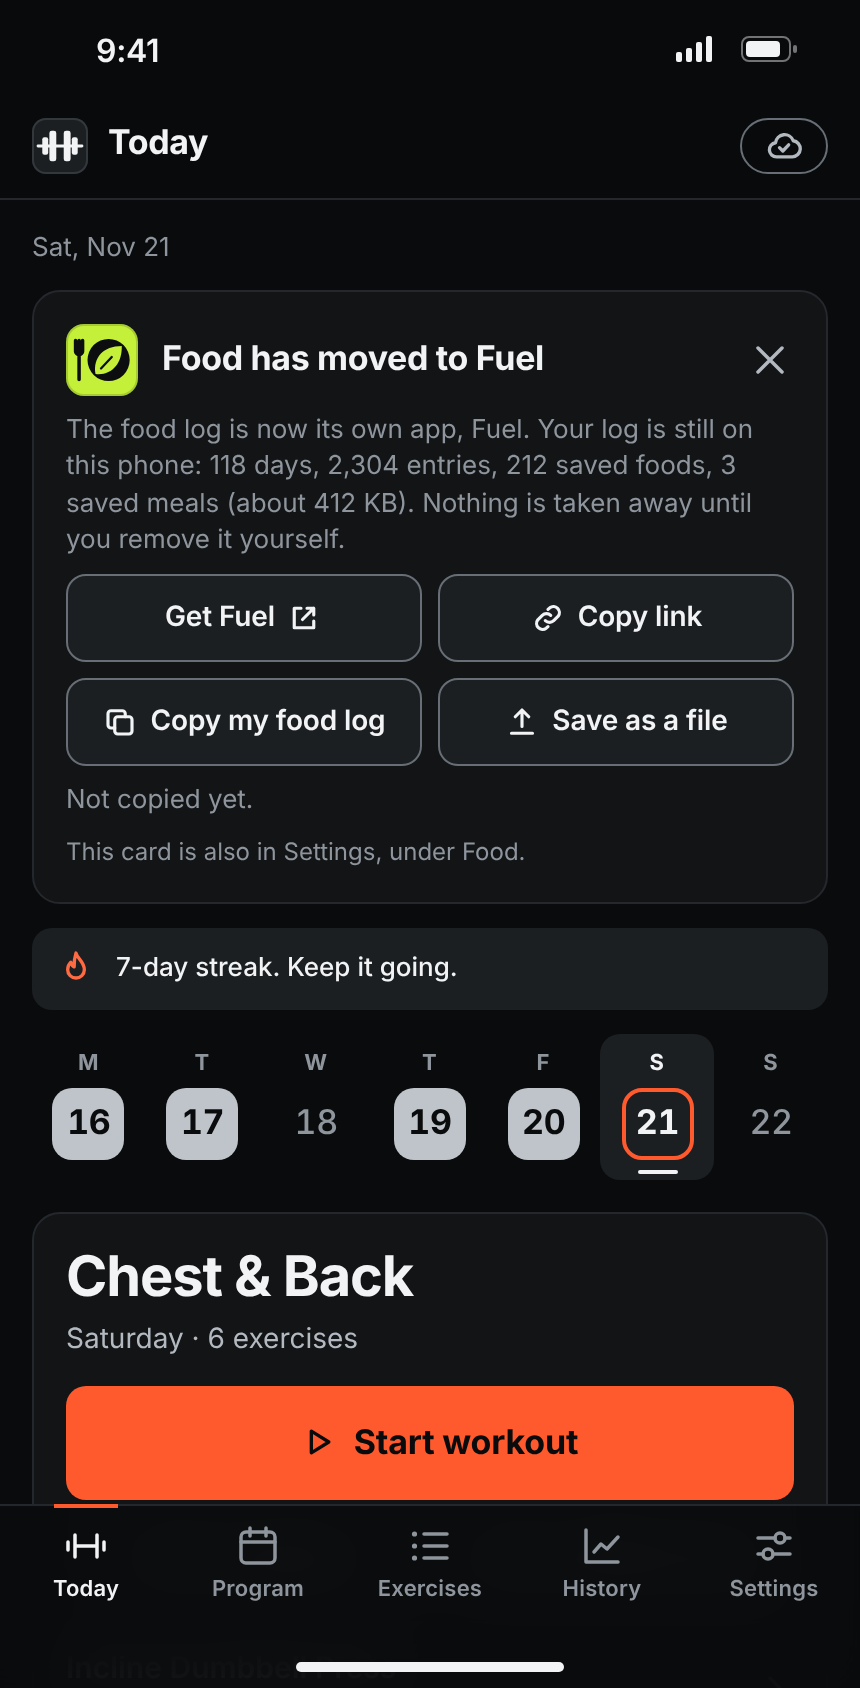 9:41
Today
Sat, Nov 21
Food has moved to Fuel
The food log is now its own app, Fuel. Your log is still on
this phone: 118 days, 2,304 entries, 212 saved foods, 3
saved meals (about 412 KB). Nothing is taken away until
you remove it yourself.
Get Fuel
Copy link
Copy my food log
Save as a file
Not copied yet.
This card is also in Settings, under Food.
7-day streak. Keep it going.
M T W T F S S
16 17 18 19 20 21 22
Chest & Back
Saturday · 6 exercises
Start workout
Today Program Exercises History Settings
Incline Dumbbell